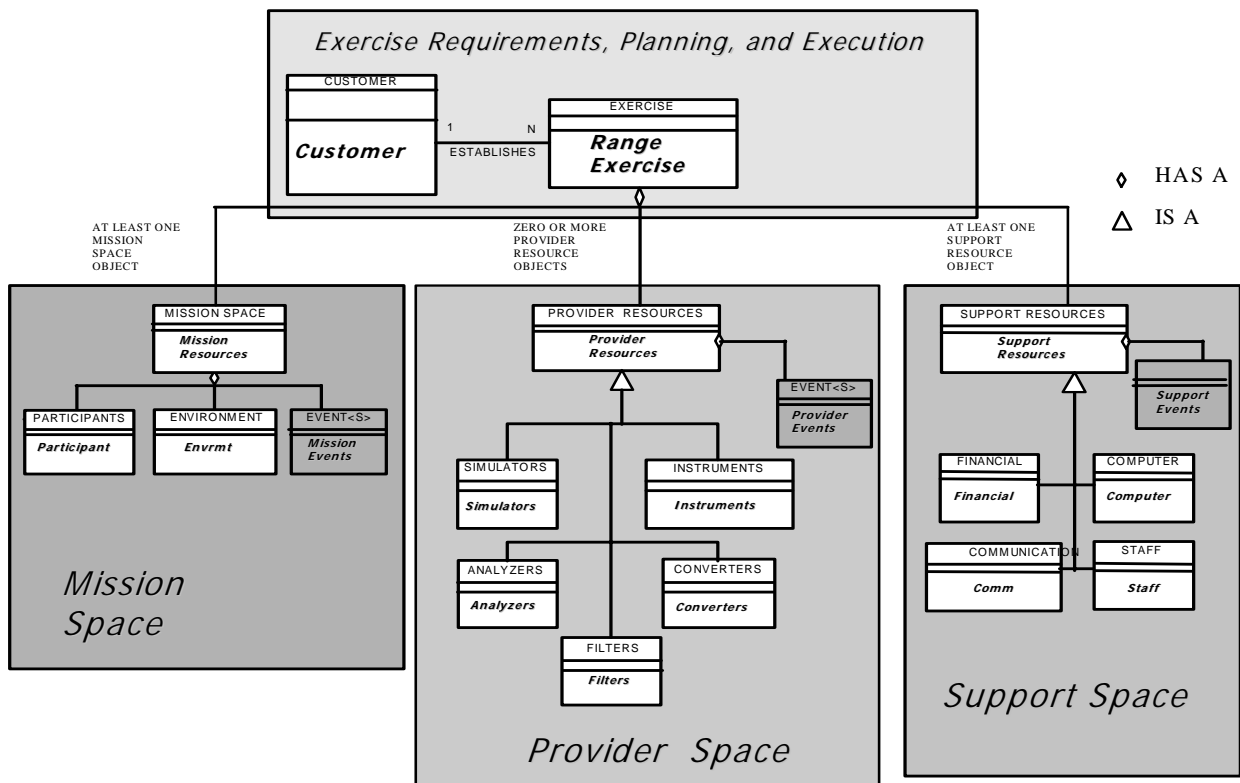 Exercise Requirements, Planning, and Execution
CUSTOMER
Customer
1
N
ESTABLISHES
EXERCISE
Range
Exercise
HAS A
IS A
AT LEAST ONE
MISSION
SPACE
OBJECT
ZERO OR MORE
PROVIDER
RESOURCE
OBJECTS
AT LEAST ONE
SUPPORT
RESOURCE
OBJECT
MISSION SPACE
Mission
Resources
PARTICIPANTS
Participant
ENVIRONMENT
Envrmt
EVENT<S>
Mission
Events
Mission
Space
PROVIDER RESOURCES
Provider
Resources
EVENT<S>
Provider
Events
SIMULATORS
Simulators
INSTRUMENTS
Instruments
ANALYZERS
Analyzers
CONVERTERS
Converters
FILTERS
Filters
Provider Space
SUPPORT RESOURCES
Support
Resources
Support
Events
FINANCIAL
Financial
COMPUTER
Computer
COMMUNICATION
Comm
STAFF
Staff
Support Space